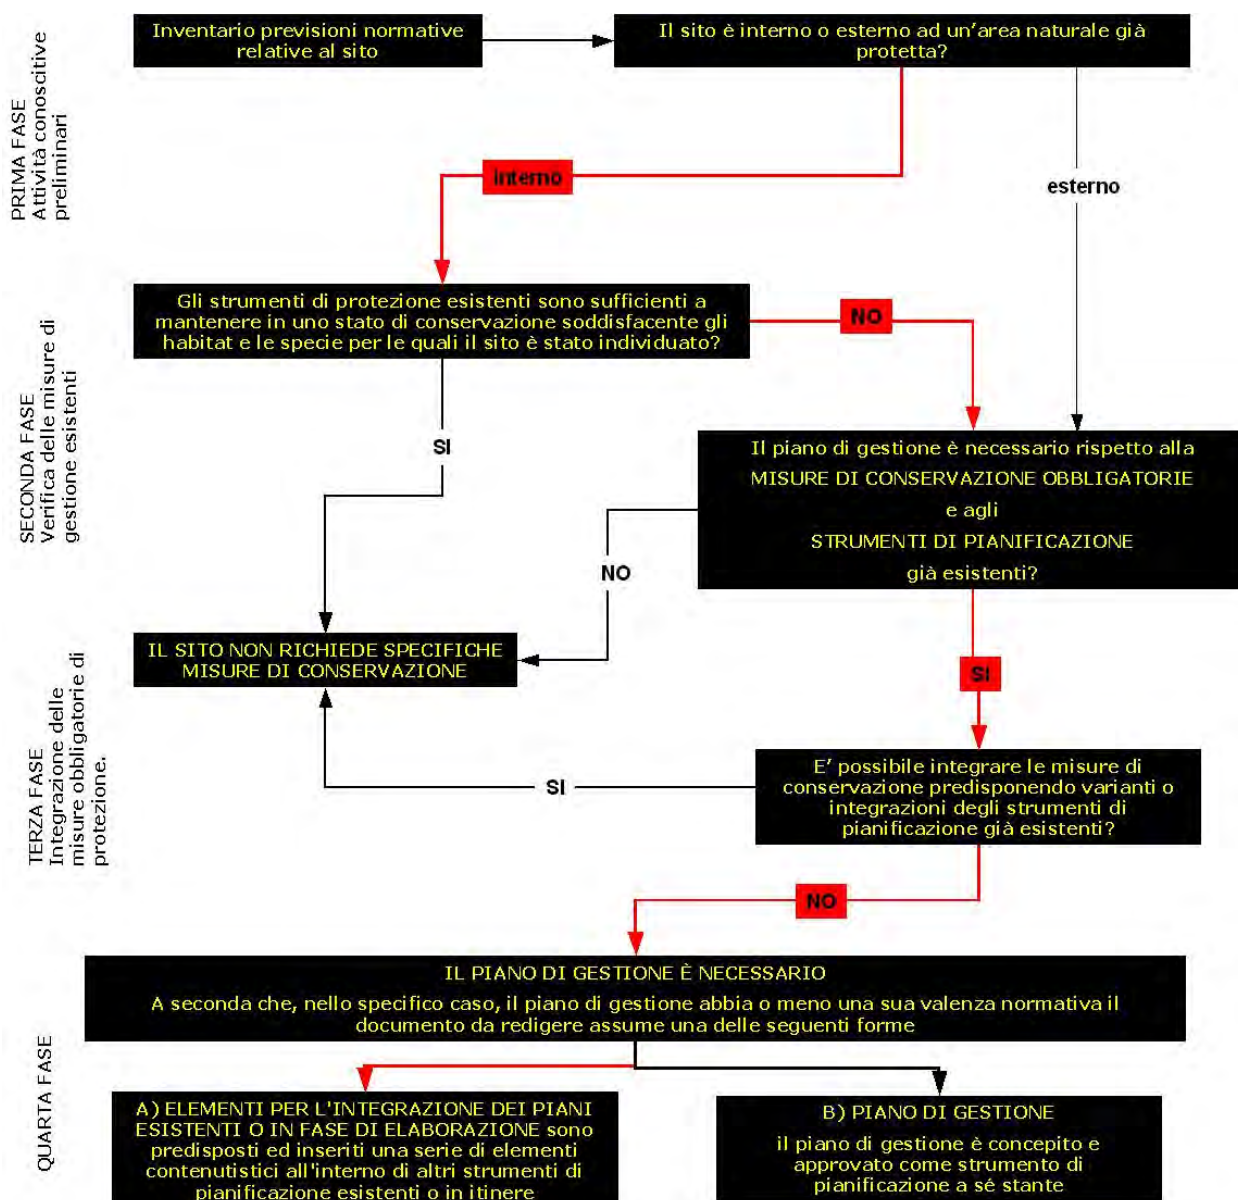 PRIMA FASE
Attività conoscitive
preliminari
Inventario previsioni normative
relative al sito
Il sito è interno o esterno ad un'area naturale già
protetta?
Interno
esterno
SECONDA FASE
Verifica delle misure di
gestione esistenti
Gli strumenti di protezione esistenti sono sufficienti a
mantenere in uno stato di conservazione soddisfacente gli
habitat e le specie per le quali il sito è stato individuato?
NO
SI
Il piano di gestione è necessario rispetto alla
MISURE DI CONSERVAZIONE OBBLIGATORIE
e agli
STRUMENTI DI PIANIFICAZIONE
già esistenti?
NO
IL SITO NON RICHIEDE SPECIFICHE
MISURE DI CONSERVAZIONE
SI
TERZA FASE
Integrazione delle
misure obbligatorie di
protezione.
E' possibile integrare le misure di
conservazione predisponendo varianti o
integrazioni degli strumenti di
pianificazione già esistenti?
SI
NO
IL PIANO DI GESTIONE È NECESSARIO
A seconda che, nello specifico caso, il piano di gestione abbia o meno una sua valenza normativa il
documento da redigere assume una delle seguenti forme
QUARTA FASE
A) ELEMENTI PER L'INTEGRAZIONE DEI PIANI
ESISTENTI O IN FASE DI ELABORAZIONE sono
predisposti ed inseriti una serie di elementi
contenutistici all'interno di altri strumenti di
pianificazione esistenti o in itinere
B) PIANO DI GESTIONE
il piano di gestione è concepito e
approvato come strumento di
pianificazione a sé stante